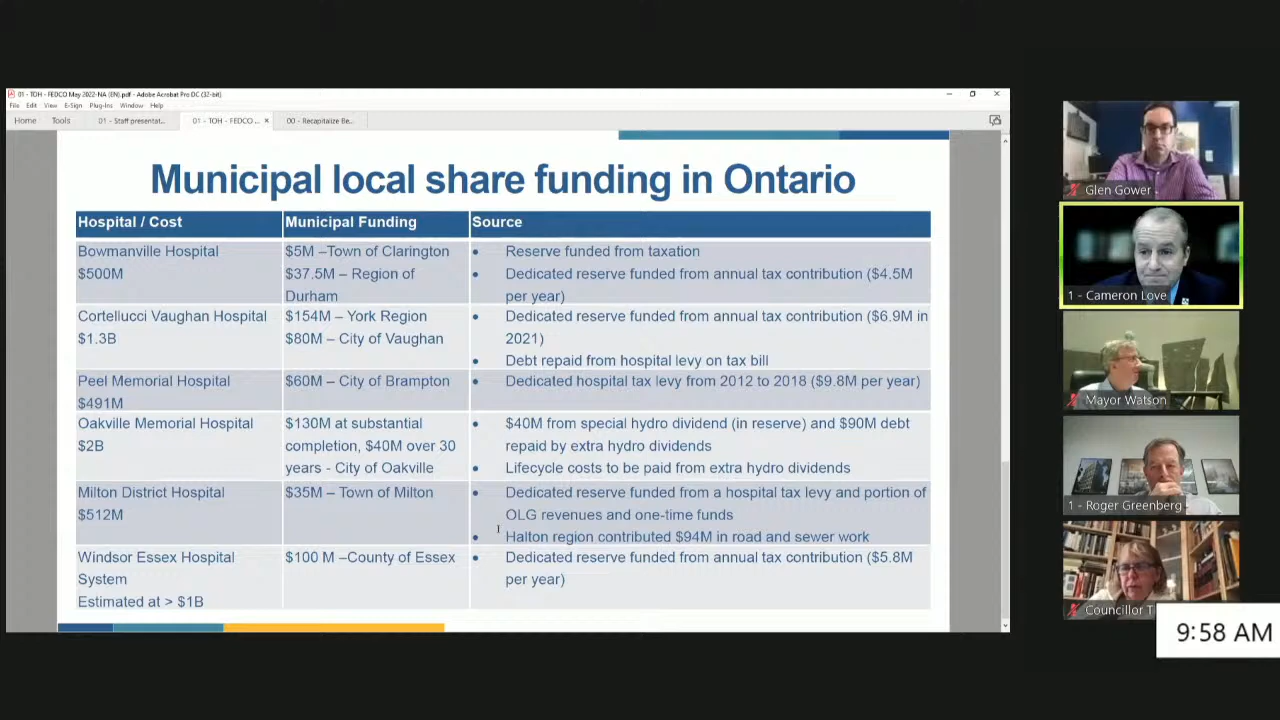 01 - TOH - FEDCO May 2022-NA (EN).pdf - Adobe Acrobat Pro DC (32-bit)
File Edit View E-Sign Plug-Ins Window Help
Home Tools 01 - Staff presentat... 01 - TOH - FEDCO ... × 00 - Recapitalize Be...
Municipal local share funding in Ontario
Hospital / Cost Municipal Funding Source
Bowmanville Hospital
$500M
$5M –Town of Clarington
$37.5M – Region of
Durham
• Reserve funded from taxation
• Dedicated reserve funded from annual tax contribution ($4.5M
per year)
Cortellucci Vaughan Hospital
$1.3B
$154M – York Region
$80M – City of Vaughan
• Dedicated reserve funded from annual tax contribution ($6.9M in
2021)
• Debt repaid from hospital levy on tax bill
Peel Memorial Hospital
$491M
$60M – City of Brampton
• Dedicated hospital tax levy from 2012 to 2018 ($9.8M per year)
Oakville Memorial Hospital
$2B
$130M at substantial
completion, $40M over 30
years - City of Oakville
• $40M from special hydro dividend (in reserve) and $90M debt
repaid by extra hydro dividends
• Lifecycle costs to be paid from extra hydro dividends
Milton District Hospital
$512M
$35M – Town of Milton
• Dedicated reserve funded from a hospital tax levy and portion of
OLG revenues and one-time funds
• Halton region contributed $94M in road and sewer work
Windsor Essex Hospital
System
Estimated at > $1B
$100 M –County of Essex
• Dedicated reserve funded from annual tax contribution ($5.8M
per year)
Glen Gower
1 - Cameron Love
Mayor Watson
1 - Roger Greenberg
Councillor T
9:58 AM